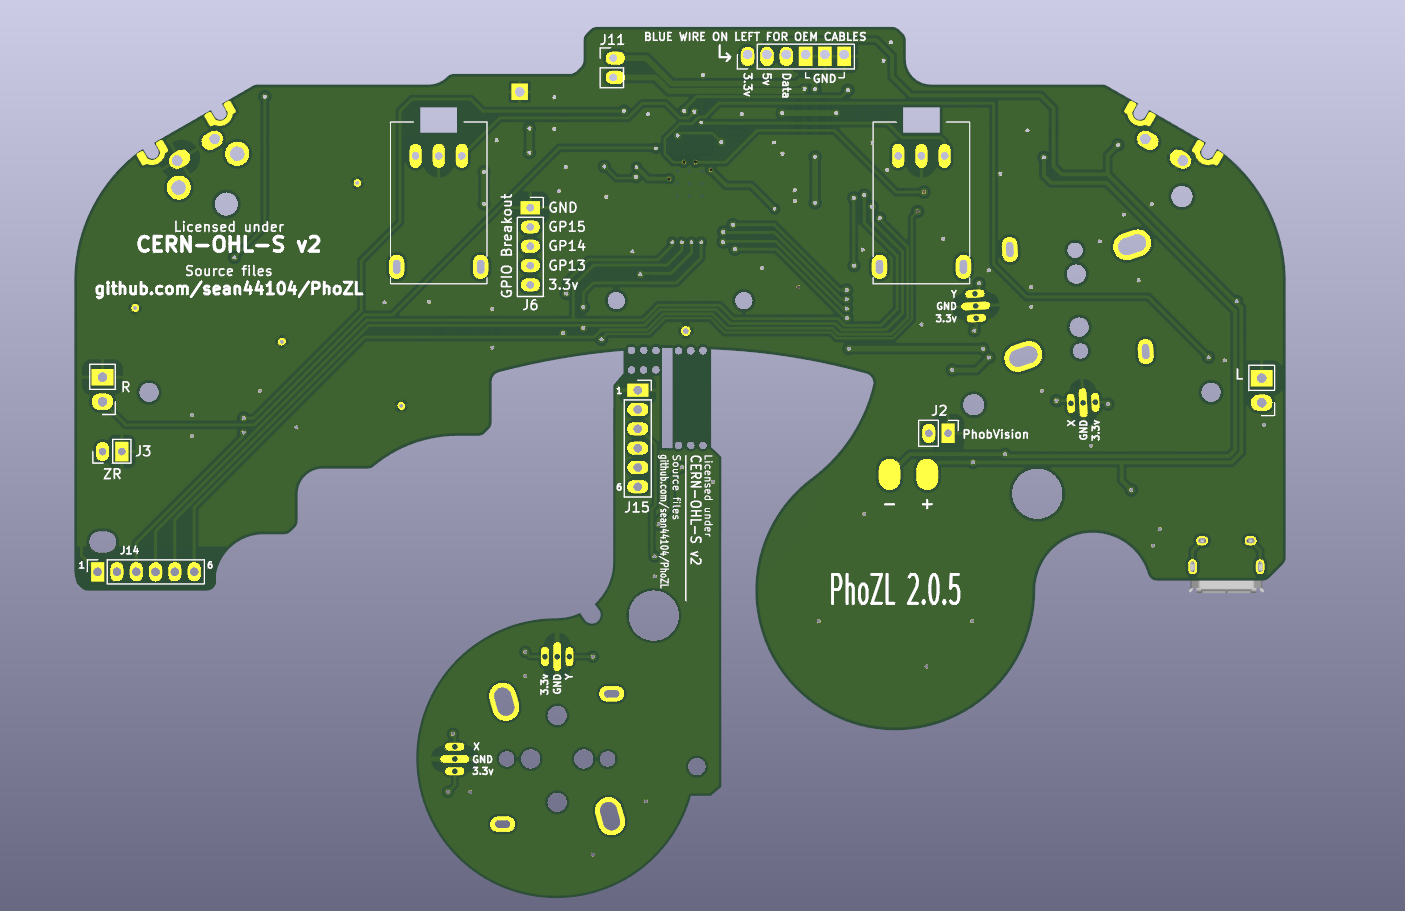 BLUE WIRE ON LEFT FOR OEM CABLES
J11
3.3v
5v
Data
GND
Licensed under
CERN-OHL-S v2
Source files
github.com/sean44104/PhoZL
GPIO Breakout
GND
GP15
GP14
GP13
3.3v
J6
Y
GND
3.3v
R
J3
ZR
J14
1
6
L
X
GND
3.3v
J2
PhobVision
-
+
1
6
J15
Licensed under
CERN-OHL-S v2
Source files
github.com/sean44104/PhoZL
PhoZL 2.0.5
3.3v
GND
Y
X
GND
3.3v